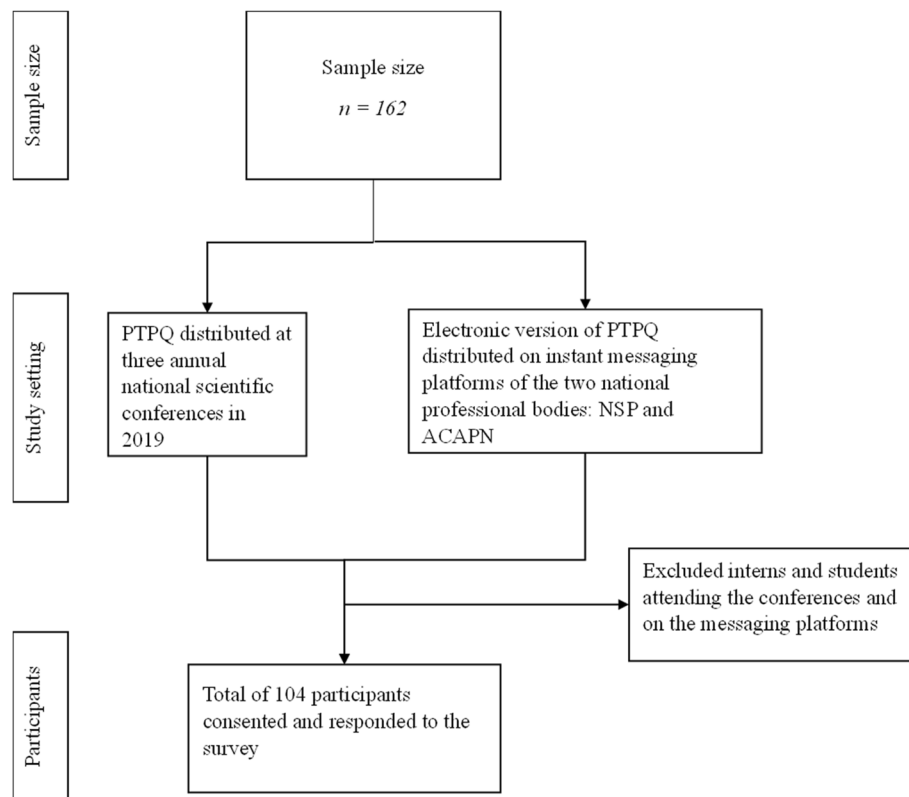 Sample size
Sample size
n = 162
Study setting
PTPQ distributed at
three annual
national scientific
conferences in
2019
Electronic version of PTPQ
distributed on instant messaging
platforms of the two national
professional bodies: NSP and
ACAPN
Excluded interns and students
attending the conferences and
on the messaging platforms
Participants
Total of 104 participants
consented and responded to the
survey